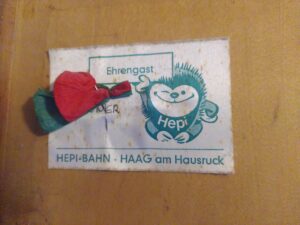 Ehrengast
Hepi
HEPI-BAHN · HAAG am Hausruck